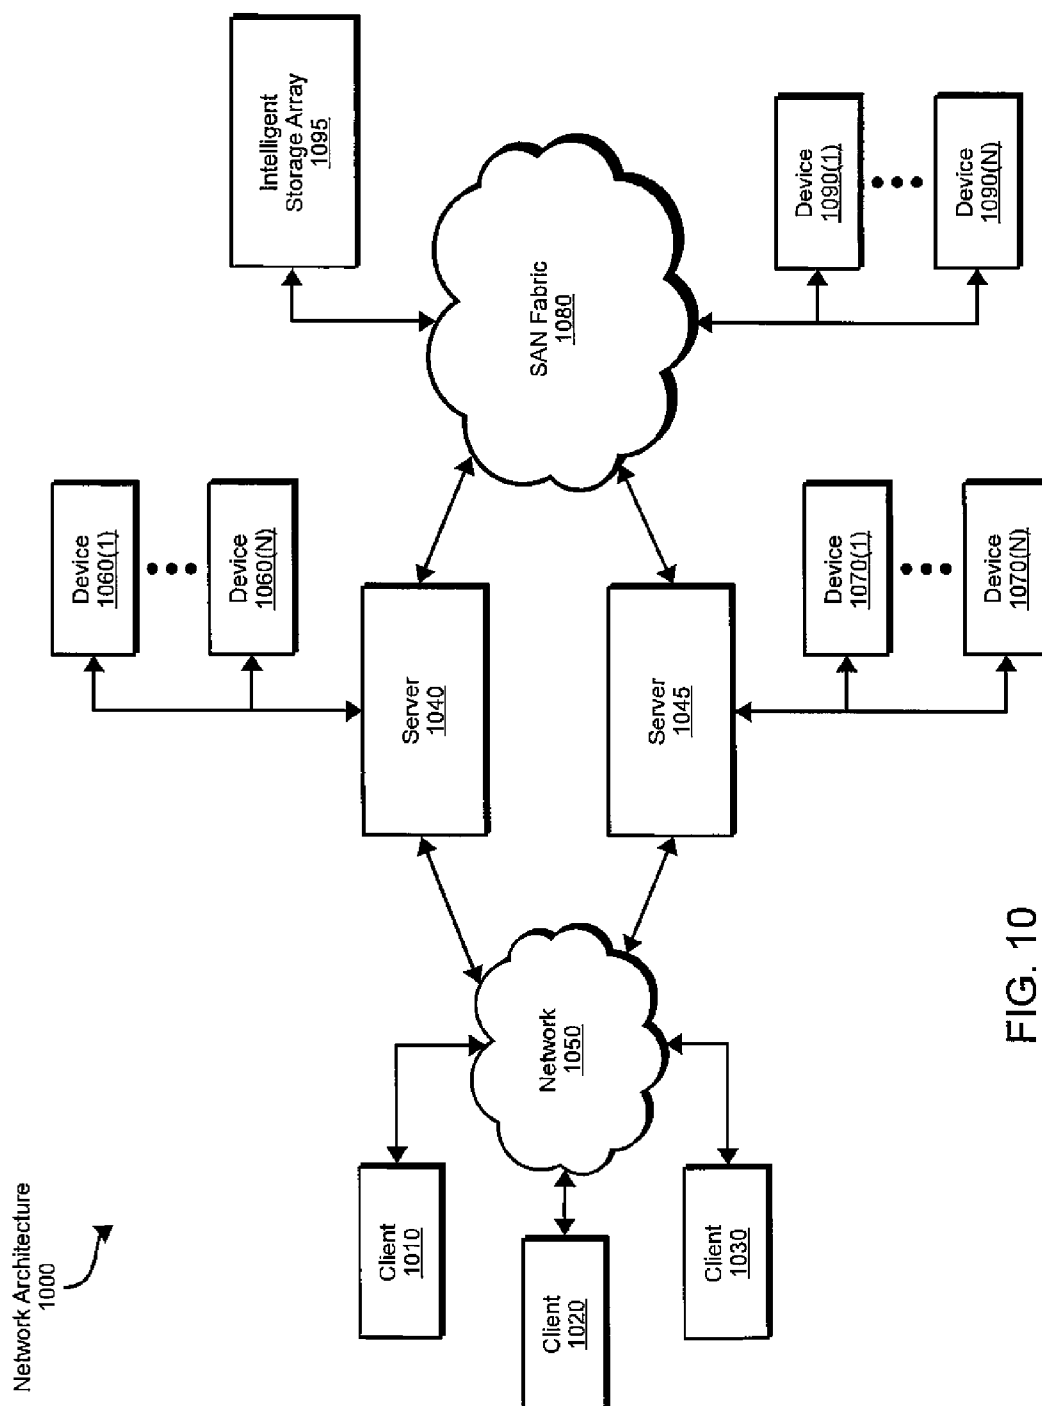 Network Architecture
1000
Client
1010
Client
1020
Client
1030
Network
1050
Server
1040
Server
1045
Device
1060(1)
Device
1060(N)
Device
1070(1)
Device
1070(N)
SAN Fabric
1080
Intelligent
Storage Array
1095
Device
1090(1)
Device
1090(N)
FIG. 10